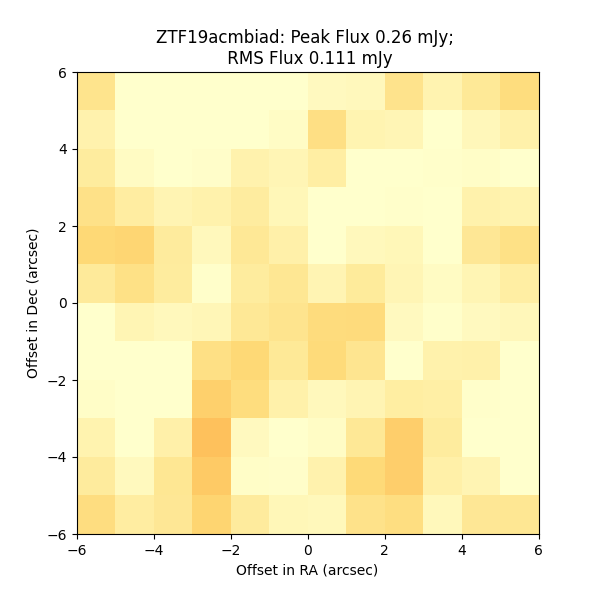 ZTF19acmbiad: Peak Flux 0.26 mJy;
RMS Flux 0.111 mJy
6
4
2
0
−2
−4
−6
Offset in Dec (arcsec)
−6 −4 −2 0 2 4 6
Offset in RA (arcsec)